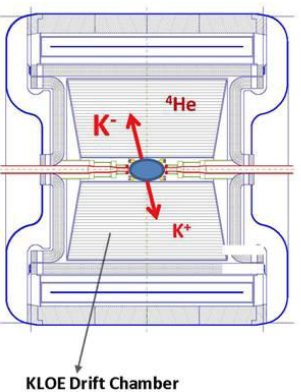 ⁴He
K⁻
K⁺
KLOE Drift Chamber